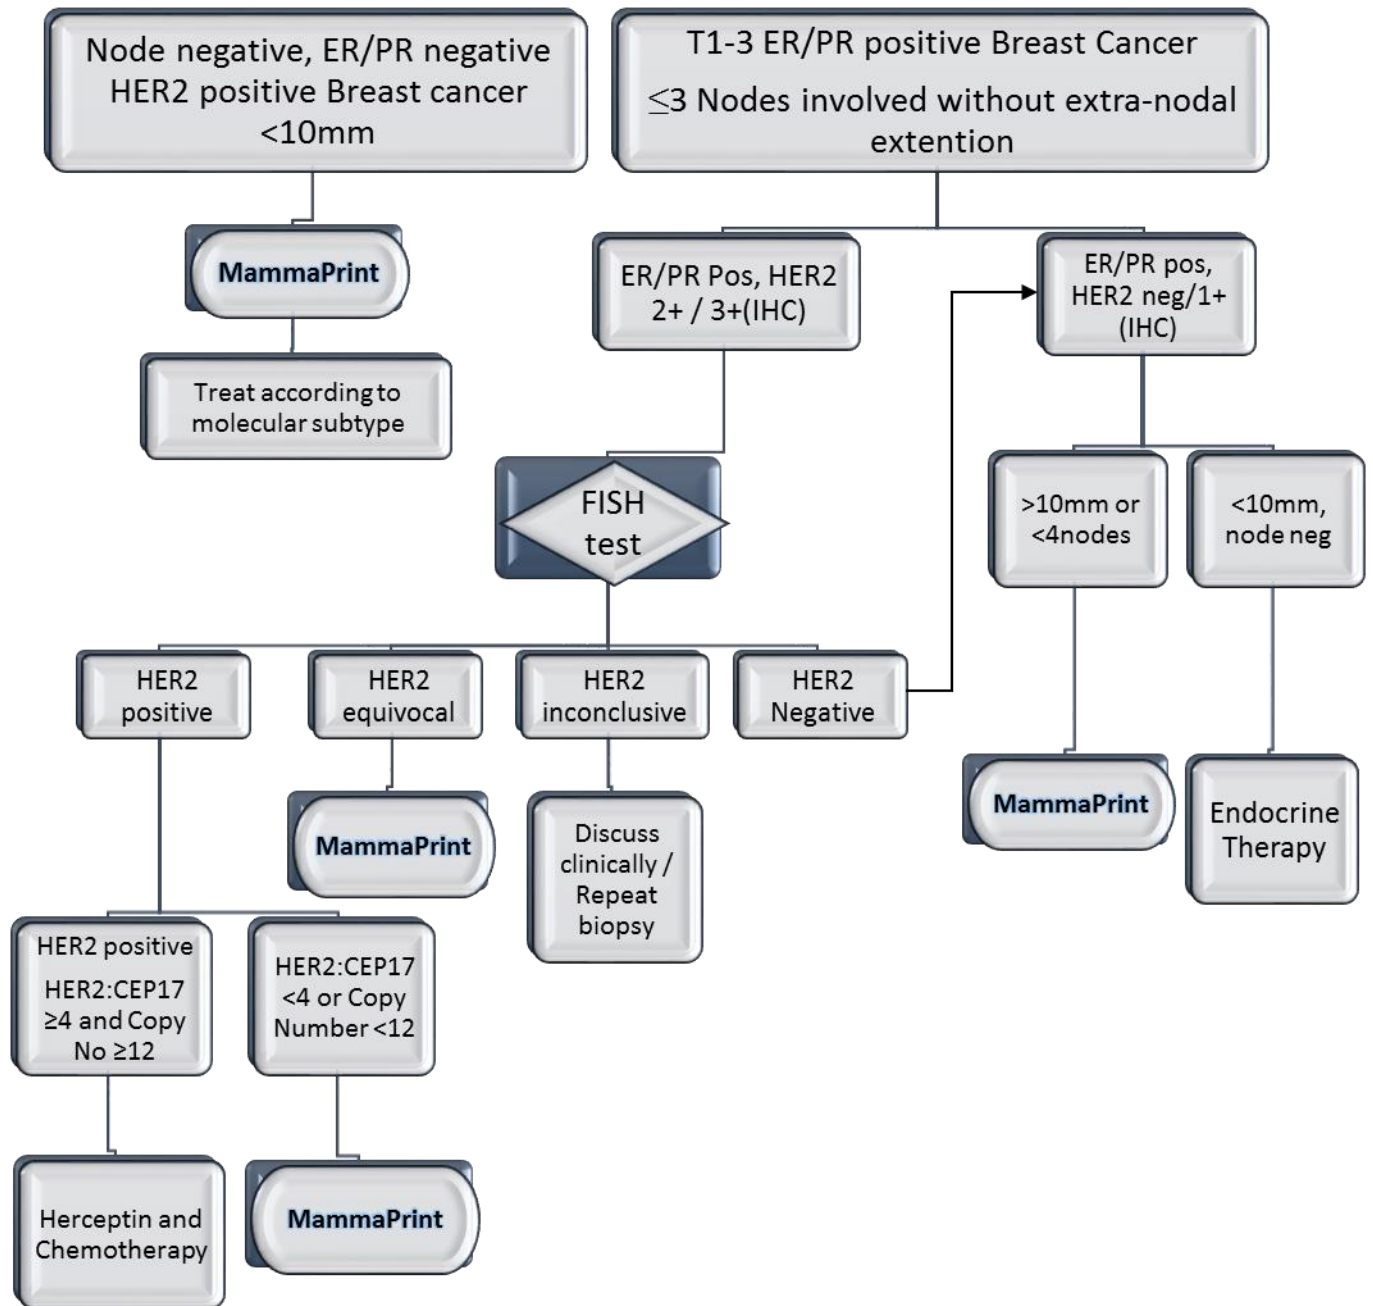 Node negative, ER/PR negative
HER2 positive Breast cancer
<10mm
T1-3 ER/PR positive Breast Cancer
≤3 Nodes involved without extra-nodal
extention
MammaPrint
Treat according to
molecular subtype
ER/PR Pos, HER2
2+ / 3+(IHC)
ER/PR pos,
HER2 neg/1+
(IHC)
FISH
test
>10mm or
<4nodes
<10mm,
node neg
HER2
positive
HER2
equivocal
HER2
inconclusive
HER2
Negative
MammaPrint
Discuss
clinically /
Repeat
biopsy
MammaPrint
Endocrine
Therapy
HER2 positive
HER2:CEP17
≥4 and Copy
No ≥12
HER2:CEP17
<4 or Copy
Number <12
Herceptin and
Chemotherapy
MammaPrint